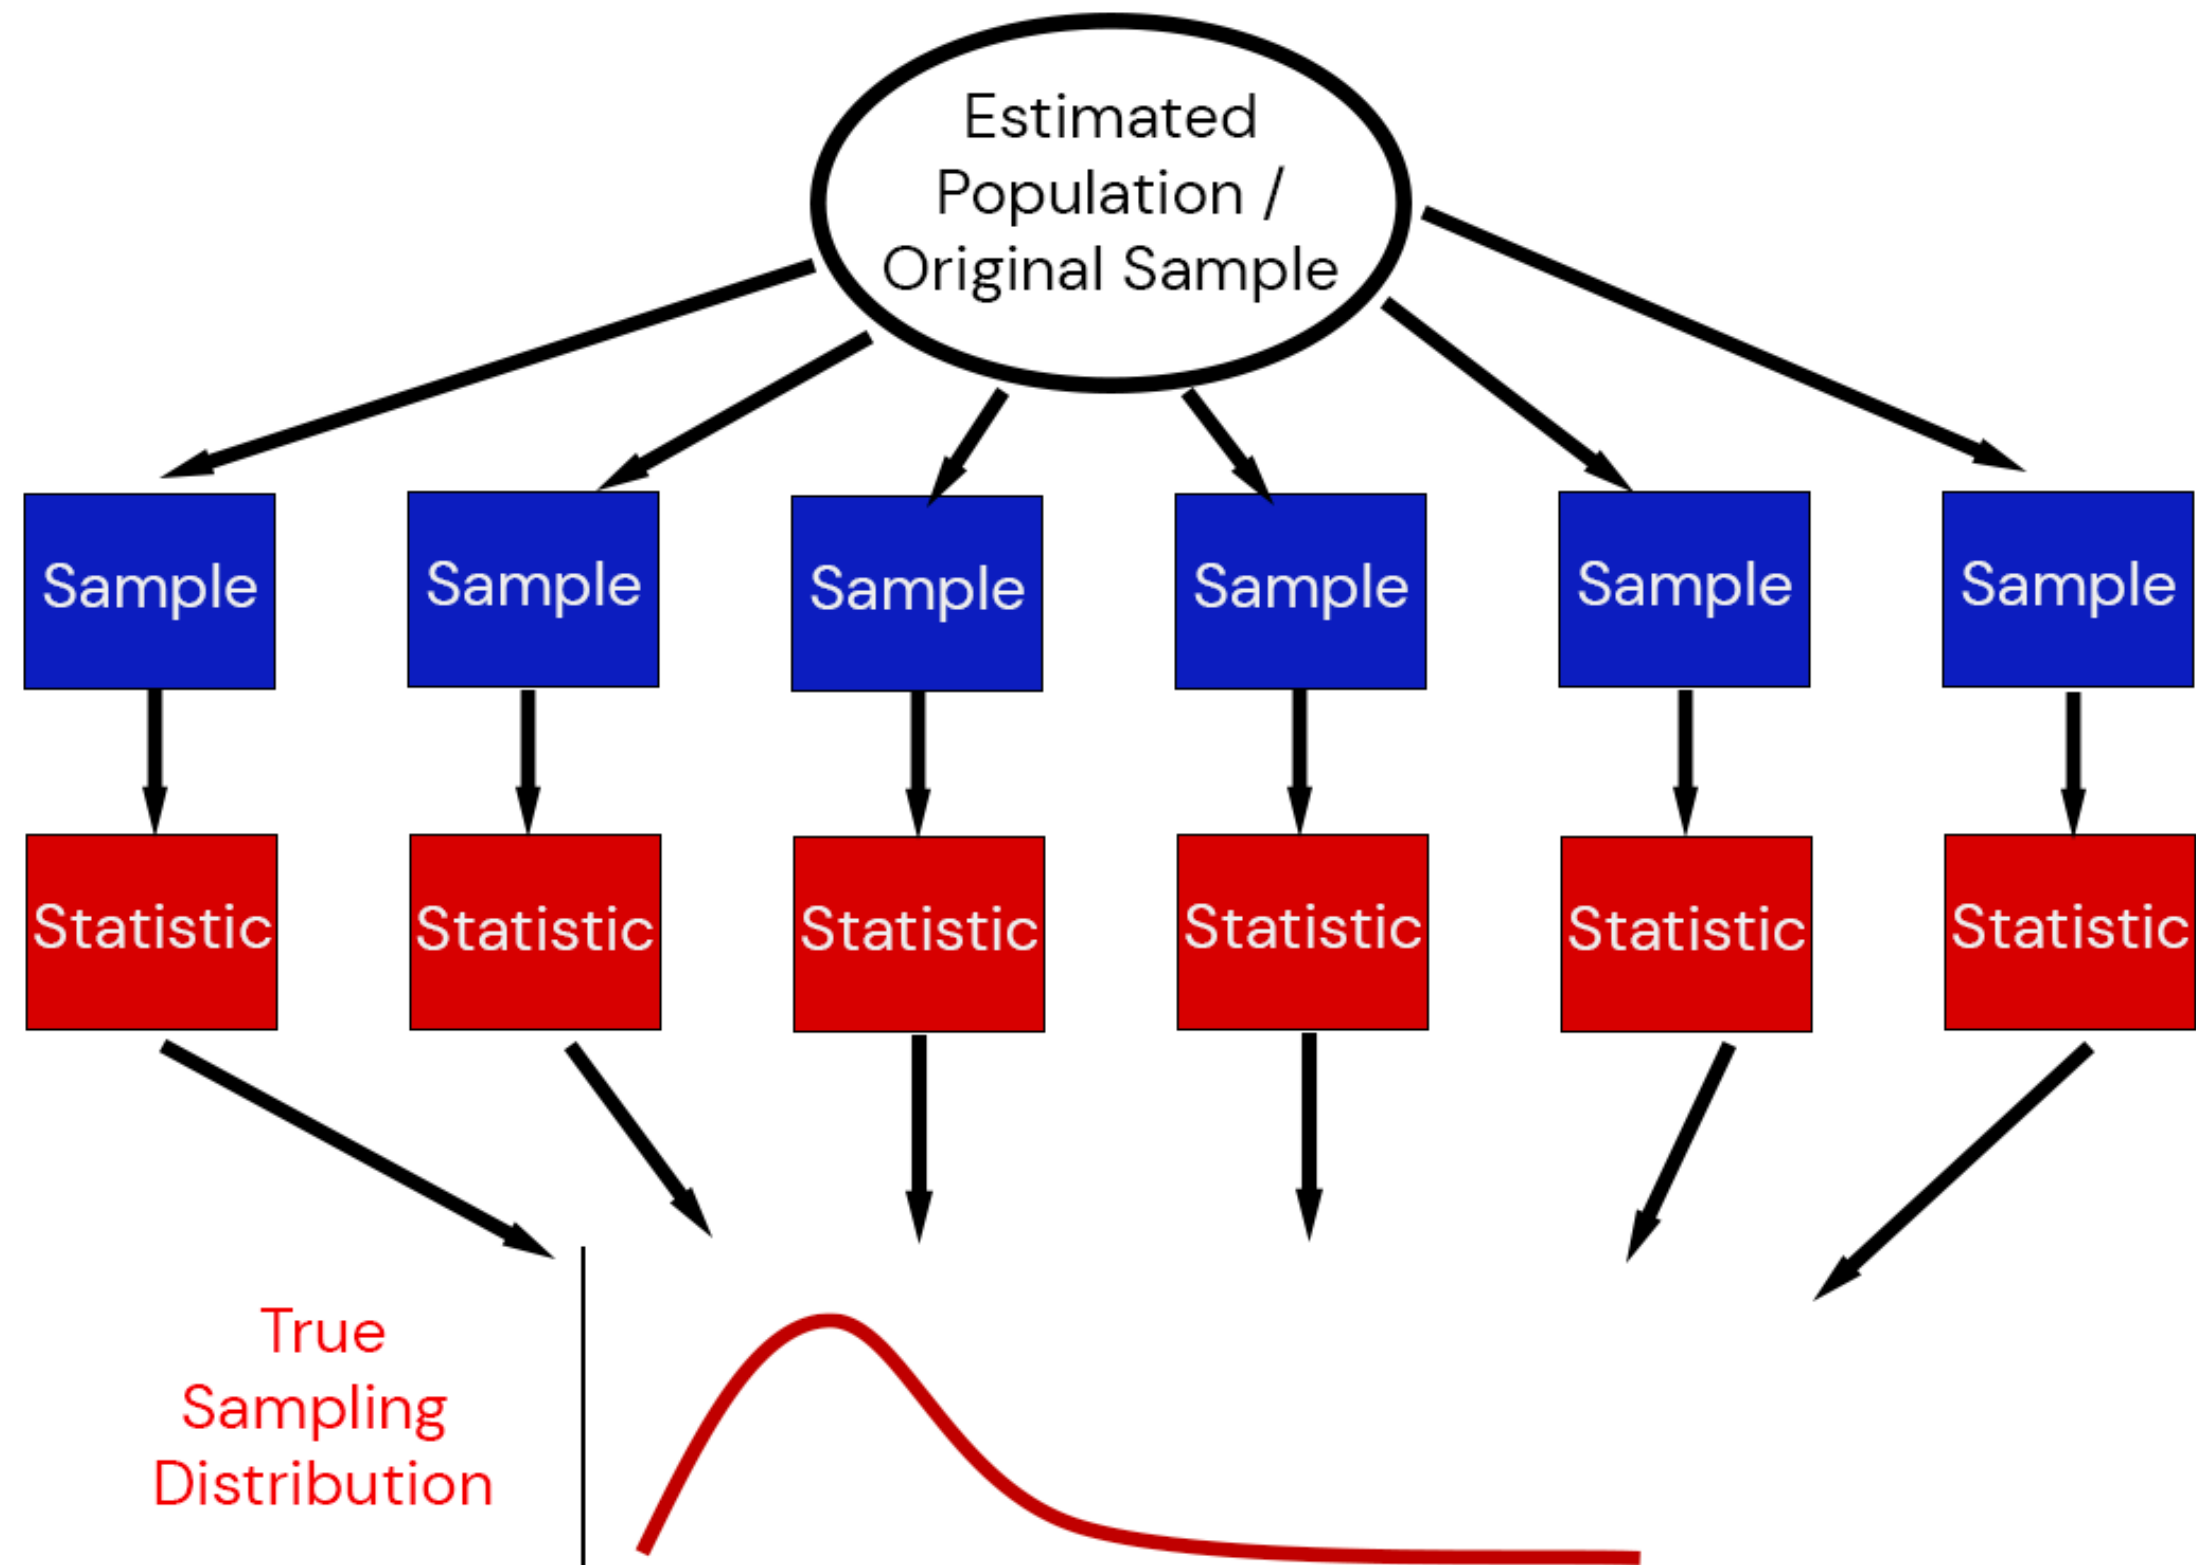 Estimated
Population /
Original Sample
Sample Sample Sample Sample Sample Sample
Statistic Statistic Statistic Statistic Statistic Statistic
True
Sampling
Distribution